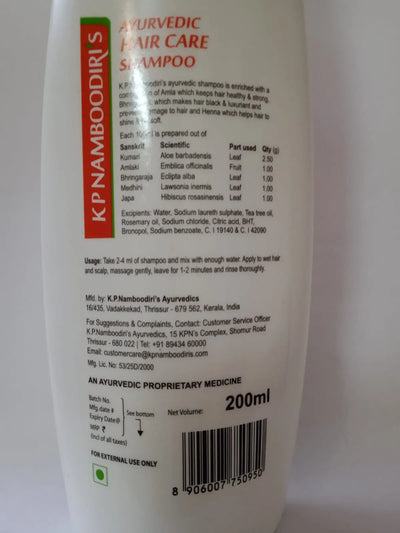 K P NAMBOODIRI'S
AYURVEDIC
HAIR CARE
SHAMPOO
K.P.Namboodiri's ayurvedic shampoo is enriched with a
of Amla which keeps hair healthy & strong,
Bhringaraja which makes hair black & luxuriant and
damage to hair and Henna which helps hair to
shine soft.
Each 100ml is prepared out of
Sanskrit Scientific Part used Qty (g)
Kumari Aloe barbadensis Leaf 2.50
Amlaki Emblica officinalis Fruit 1.00
Bhringaraja Eclipta alba Leaf 1.00
Medhini Lawsonia inermis Leaf 1.00
Japa Hibiscus rosasinensis Leaf 1.00
Excipients: Water, Sodium laureth sulphate, Tea tree oil,
Rosemary oil, Sodium chloride, Citric acid, BHT,
Bronopol, Sodium benzoate, C. I 19140 & C. I 42090
Usage: Take 2-4 ml of shampoo and mix with enough water. Apply to wet hair
and scalp, massage gently, leave for 1-2 minutes and rinse thoroughly.
Mfd. by: K.P.Namboodiri's Ayurvedics
16/435, Vadakkekad, Thrissur - 679 562, Kerala, India
For Suggestions & Complaints, Contact: Customer Service Officer
K.P.Namboodiri's Ayurvedics, 15 KPN's Complex, Shornur Road
Thrissur - 680 022 | Tel: +91 89434 60000
Email: customercare@kpnamboodiris.com
Mfg. Lic. No: 53/25D/2000
AN AYURVEDIC PROPRIETARY MEDICINE
Batch No.
Mfg.date #
Expiry Date@
MRP ₹
(Incl of all taxes)
See bottom
Net Volume: 200ml
FOR EXTERNAL USE ONLY
8 906007 750950